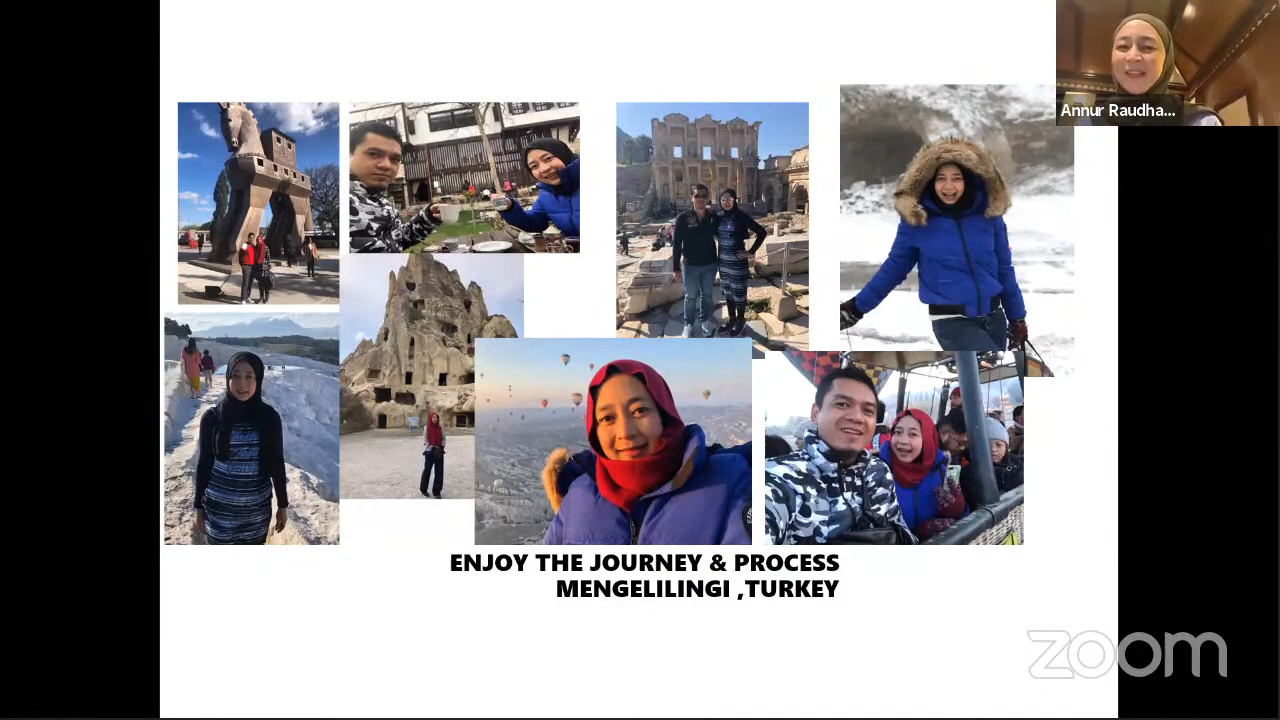 Annur Raudha...
ENJOY THE JOURNEY & PROCESS
MENGELILINGI ,TURKEY
zoom